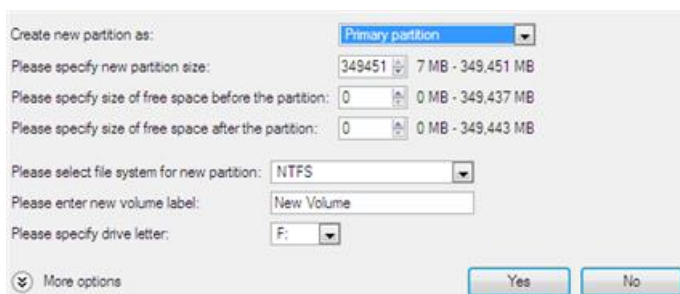 Create new partition as: Primary partition
Please specify new partition size: 349451 7 MB - 349,451 MB
Please specify size of free space before the partition: 0 0 MB - 349,437 MB
Please specify size of free space after the partition: 0 0 MB - 349,443 MB
Please select file system for new partition: NTFS
Please enter new volume label: New Volume
Please specify drive letter: F:
More options Yes No